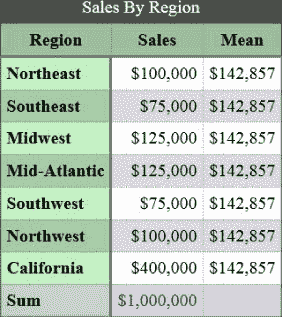 Sales By Region
Region Sales Mean
Northeast $100,000 $142,857
Southeast $75,000 $142,857
Midwest $125,000 $142,857
Mid-Atlantic $125,000 $142,857
Southwest $75,000 $142,857
Northwest $100,000 $142,857
California $400,000 $142,857
Sum $1,000,000